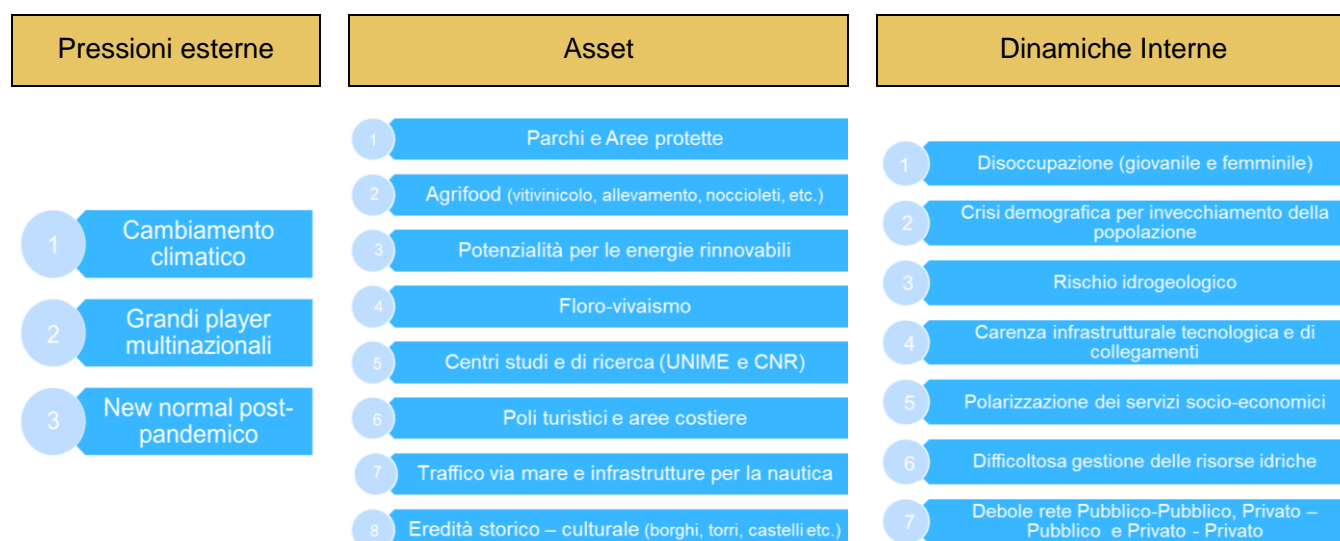 Pressioni esterne
1
Cambiamento
climatico
2
Grandi player
multinazionali
3
New normal post-
pandemico
Asset
1
Parchi e Aree protette
2
Agrifood (vitivinicolo, allevamento, noccioleti, etc.)
3
Potenzialità per le energie rinnovabili
4
Floro-vivaismo
5
Centri studi e di ricerca (UNIME e CNR)
6
Poli turistici e aree costiere
7
Traffico via mare e infrastrutture per la nautica
8
Eredità storico – culturale (borghi, torri, castelli etc.)
Dinamiche Interne
1
Disoccupazione (giovanile e femminile)
2
Crisi demografica per invecchiamento della
popolazione
3
Rischio idrogeologico
4
Carenza infrastrutturale tecnologica e di
collegamenti
5
Polarizzazione dei servizi socio-economici
6
Difficoltosa gestione delle risorse idriche
7
Debole rete Pubblico-Pubblico, Privato –
Pubblico e Privato - Privato